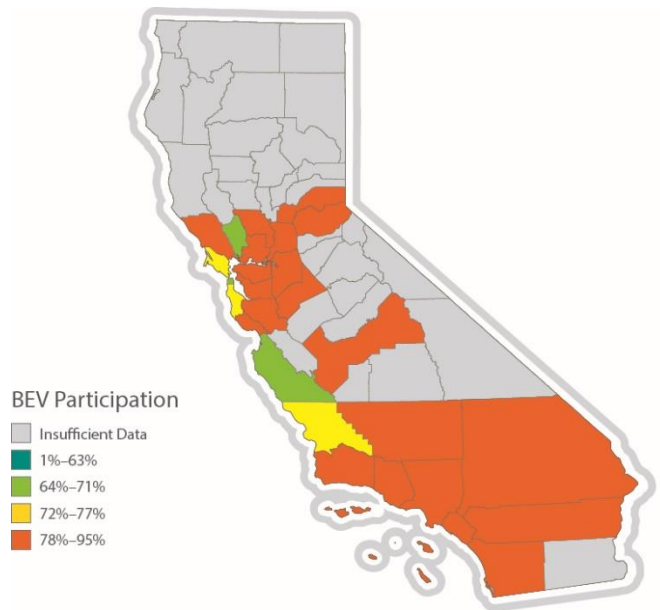 BEV Participation
Insufficient Data
1%–63%
64%–71%
72%–77%
78%–95%